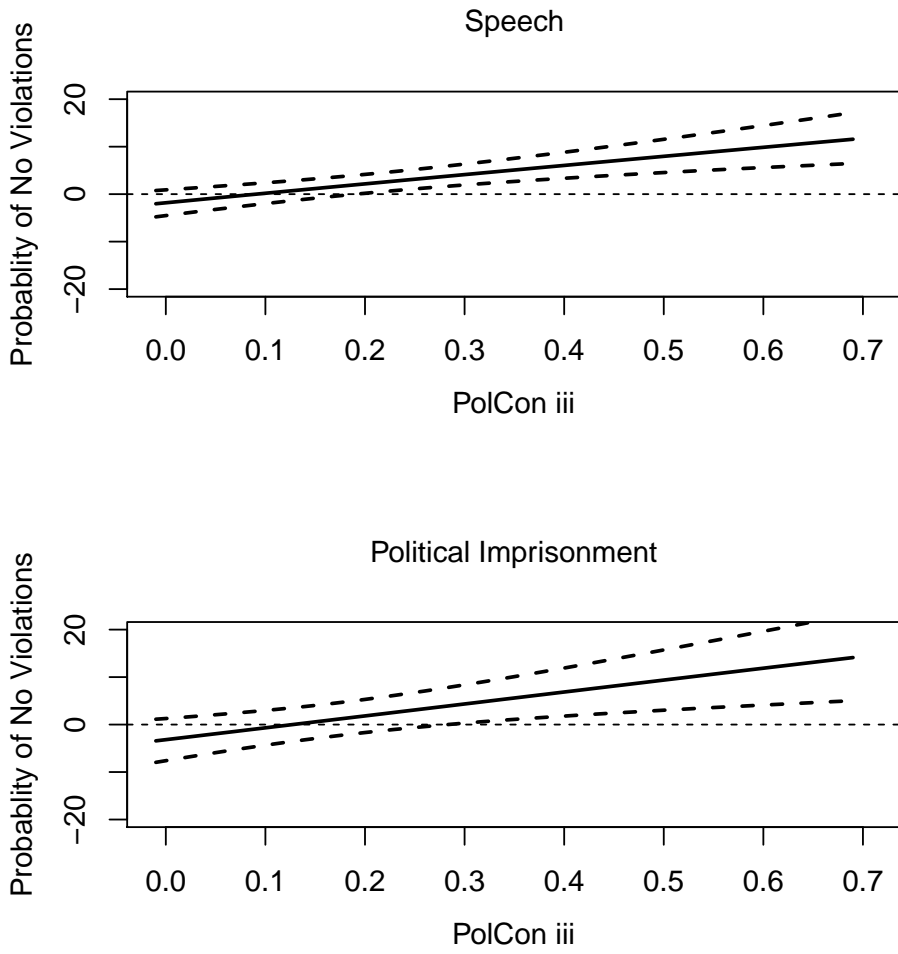 Speech
Probablity of No Violations
20
0
−20
0.0 0.1 0.2 0.3 0.4 0.5 0.6 0.7
PolCon iii
Political Imprisonment
Probablity of No Violations
20
0
−20
0.0 0.1 0.2 0.3 0.4 0.5 0.6 0.7
PolCon iii